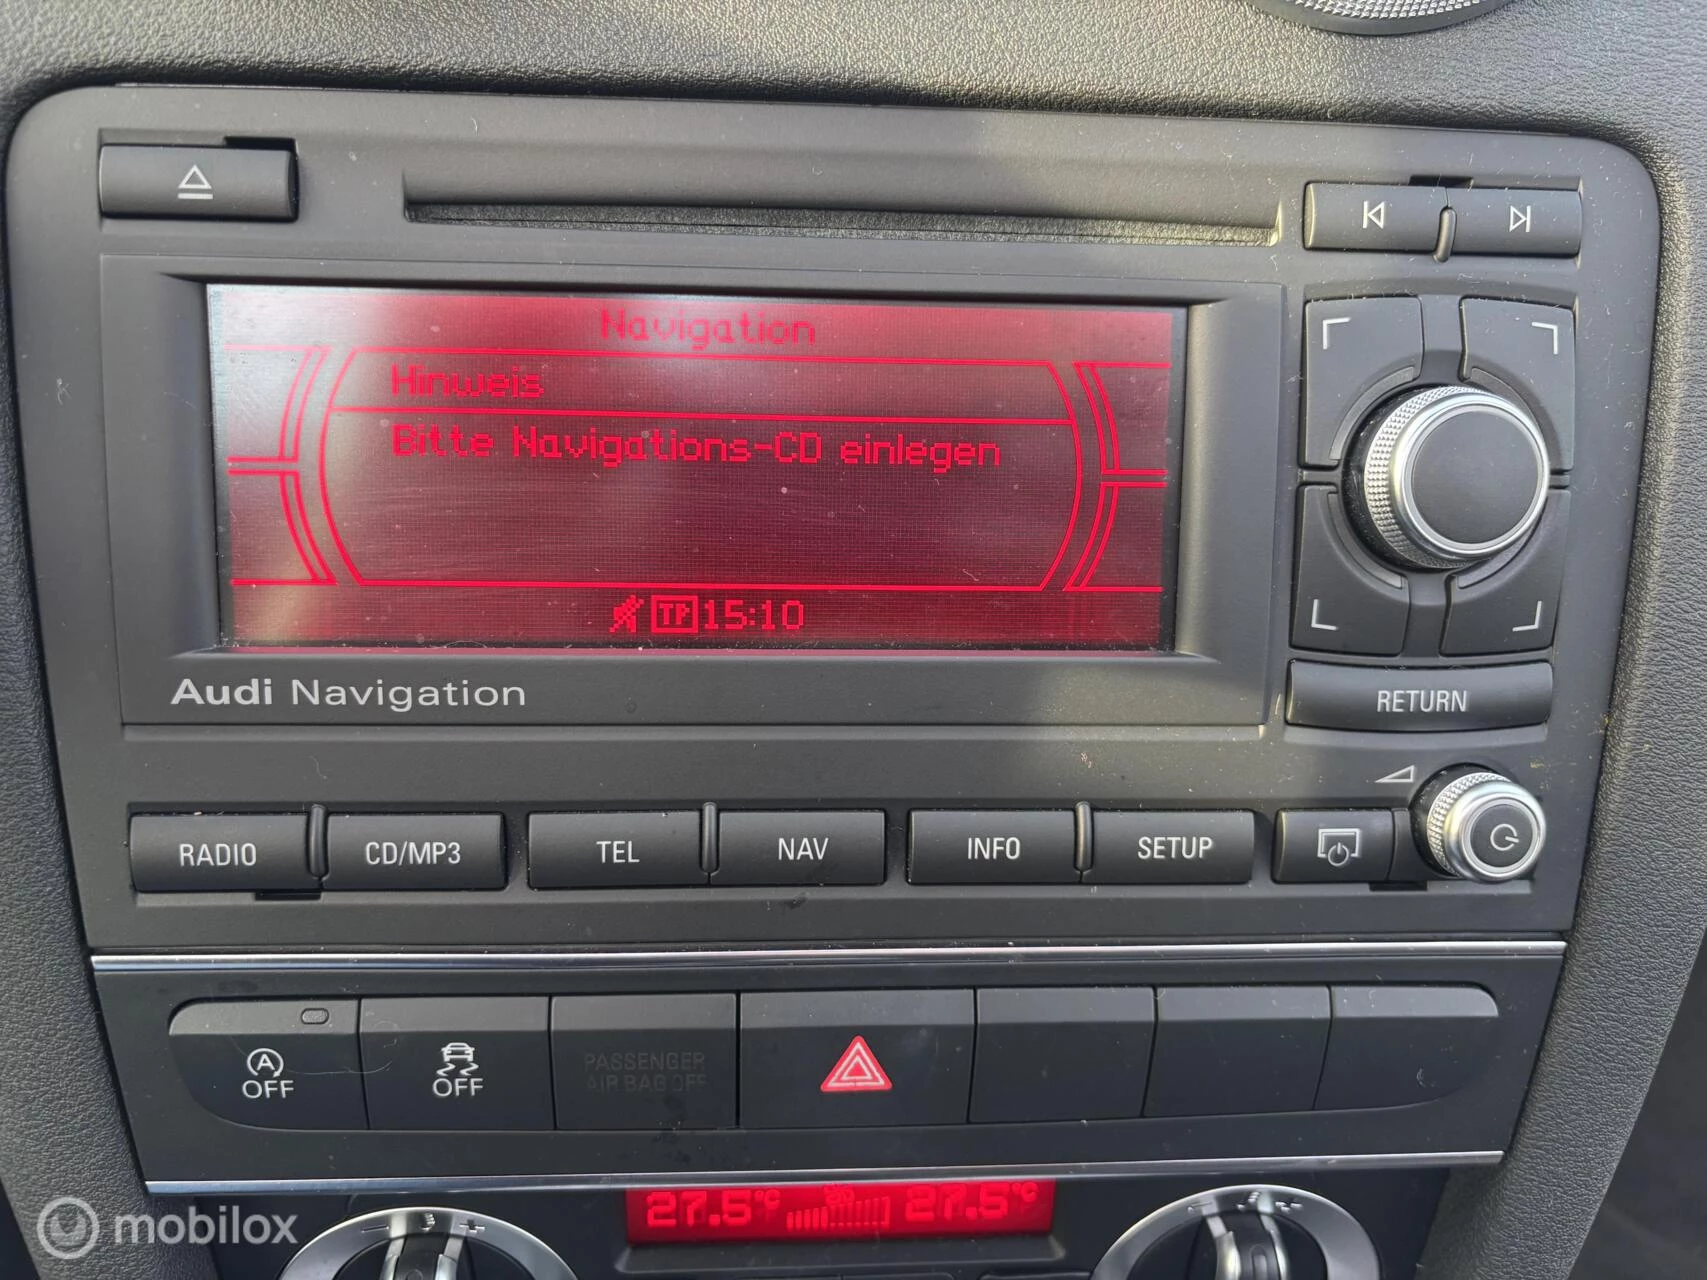 Navigation
Hinweis
Bitte Navigations-CD einlegen
TP 15:10
Audi Navigation
RETURN
RADIO CD/MP3 TEL NAV INFO SETUP
A OFF
OFF
PASSENGER
AIR BAG OFF
27.5°C 27.5°C
mobilox